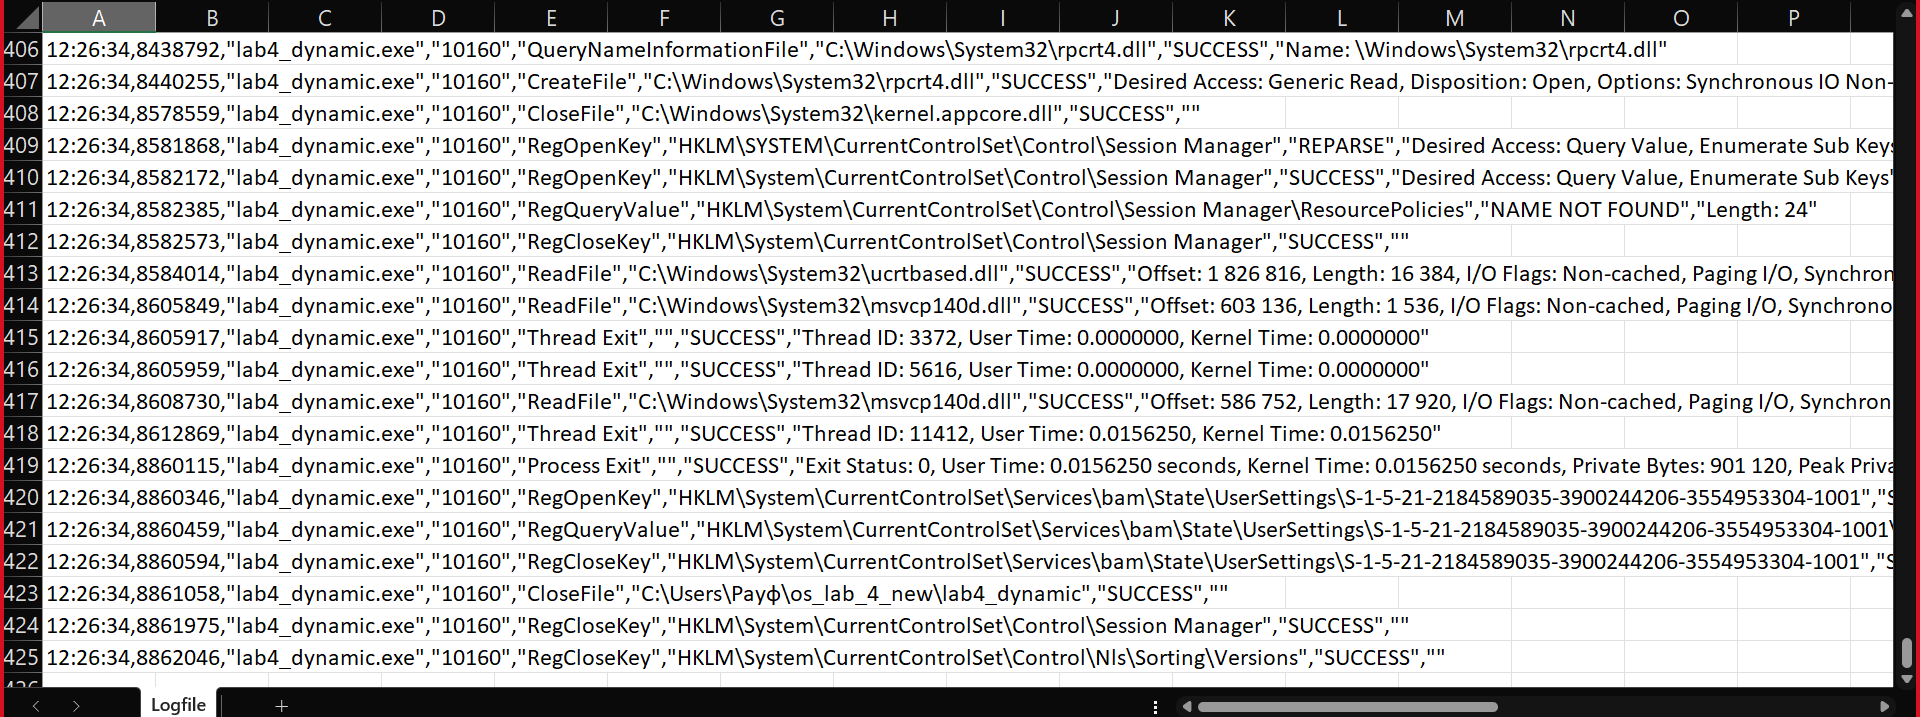 A B C D E F G H I J K L M N O P
406 12:26:34,8438792,"lab4_dynamic.exe","10160","QueryNameInformationFile","C:\Windows\System32\rpcrt4.dll","SUCCESS","Name: \Windows\System32\rpcrt4.dll"
407 12:26:34,8440255,"lab4_dynamic.exe","10160","CreateFile","C:\Windows\System32\rpcrt4.dll","SUCCESS","Desired Access: Generic Read, Disposition: Open, Options: Synchronous IO Non-
408 12:26:34,8578559,"lab4_dynamic.exe","10160","CloseFile","C:\Windows\System32\kernel.appcore.dll","SUCCESS",""
409 12:26:34,8581868,"lab4_dynamic.exe","10160","RegOpenKey","HKLM\SYSTEM\CurrentControlSet\Control\Session Manager","REPARSE","Desired Access: Query Value, Enumerate Sub Keys
410 12:26:34,8582172,"lab4_dynamic.exe","10160","RegOpenKey","HKLM\System\CurrentControlSet\Control\Session Manager","SUCCESS","Desired Access: Query Value, Enumerate Sub Keys"
411 12:26:34,8582385,"lab4_dynamic.exe","10160","RegQueryValue","HKLM\System\CurrentControlSet\Control\Session Manager\ResourcePolicies","NAME NOT FOUND","Length: 24"
412 12:26:34,8582573,"lab4_dynamic.exe","10160","RegCloseKey","HKLM\System\CurrentControlSet\Control\Session Manager","SUCCESS",""
413 12:26:34,8584014,"lab4_dynamic.exe","10160","ReadFile","C:\Windows\System32\ucrtbased.dll","SUCCESS","Offset: 1 826 816, Length: 16 384, I/O Flags: Non-cached, Paging I/O, Synchron
414 12:26:34,8605849,"lab4_dynamic.exe","10160","ReadFile","C:\Windows\System32\msvcp140d.dll","SUCCESS","Offset: 603 136, Length: 1 536, I/O Flags: Non-cached, Paging I/O, Synchrono
415 12:26:34,8605917,"lab4_dynamic.exe","10160","Thread Exit","","SUCCESS","Thread ID: 3372, User Time: 0.0000000, Kernel Time: 0.0000000"
416 12:26:34,8605959,"lab4_dynamic.exe","10160","Thread Exit","","SUCCESS","Thread ID: 5616, User Time: 0.0000000, Kernel Time: 0.0000000"
417 12:26:34,8608730,"lab4_dynamic.exe","10160","ReadFile","C:\Windows\System32\msvcp140d.dll","SUCCESS","Offset: 586 752, Length: 17 920, I/O Flags: Non-cached, Paging I/O, Synchron
418 12:26:34,8612869,"lab4_dynamic.exe","10160","Thread Exit","","SUCCESS","Thread ID: 11412, User Time: 0.0156250, Kernel Time: 0.0156250"
419 12:26:34,8860115,"lab4_dynamic.exe","10160","Process Exit","","SUCCESS","Exit Status: 0, User Time: 0.0156250 seconds, Kernel Time: 0.0156250 seconds, Private Bytes: 901 120, Peak Priva
420 12:26:34,8860346,"lab4_dynamic.exe","10160","RegOpenKey","HKLM\System\CurrentControlSet\Services\bam\State\UserSettings\S-1-5-21-2184589035-3900244206-3554953304-1001","S
421 12:26:34,8860459,"lab4_dynamic.exe","10160","RegQueryValue","HKLM\System\CurrentControlSet\Services\bam\State\UserSettings\S-1-5-21-2184589035-3900244206-3554953304-1001\
422 12:26:34,8860594,"lab4_dynamic.exe","10160","RegCloseKey","HKLM\System\CurrentControlSet\Services\bam\State\UserSettings\S-1-5-21-2184589035-3900244206-3554953304-1001","S
423 12:26:34,8861058,"lab4_dynamic.exe","10160","CloseFile","C:\Users\Рауф\os_lab_4_new\lab4_dynamic","SUCCESS",""
424 12:26:34,8861975,"lab4_dynamic.exe","10160","RegCloseKey","HKLM\System\CurrentControlSet\Control\Session Manager","SUCCESS",""
425 12:26:34,8862046,"lab4_dynamic.exe","10160","RegCloseKey","HKLM\System\CurrentControlSet\Control\Nls\Sorting\Versions","SUCCESS",""
Logfile